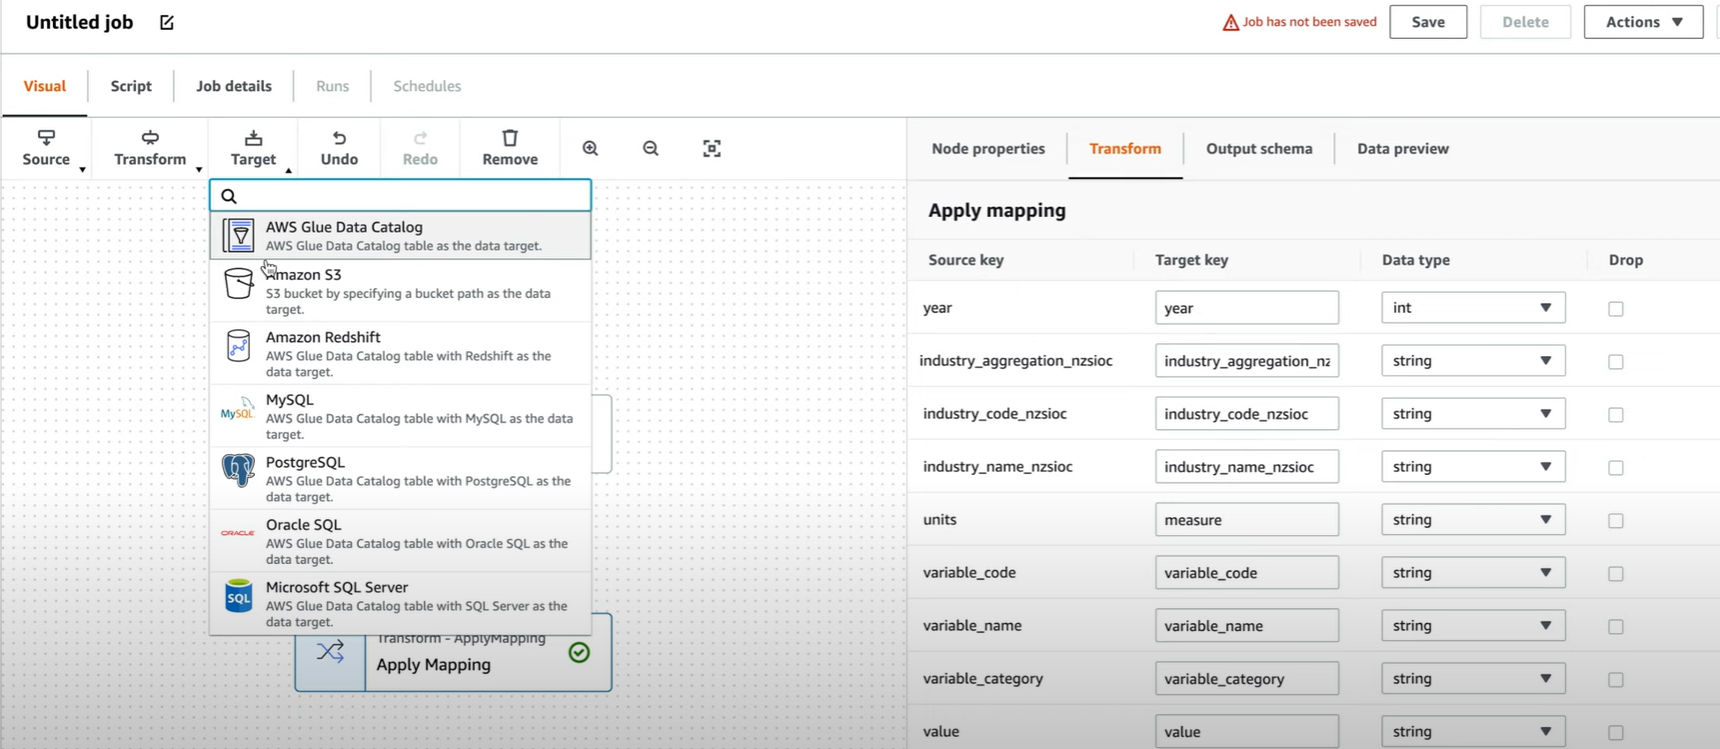 Untitled job
Job has not been saved
Save
Delete
Actions
Visual
Script
Job details
Runs
Schedules
Source
Transform
Target
Undo
Redo
Remove
AWS Glue Data Catalog
AWS Glue Data Catalog table as the data target.
Amazon S3
S3 bucket by specifying a bucket path as the data
target.
Amazon Redshift
AWS Glue Data Catalog table with Redshift as the
data target.
MySQL
MySQL
AWS Glue Data Catalog table with MySQL as the data
target.
PostgreSQL
AWS Glue Data Catalog table with PostgreSQL as the
data target.
ORACLE
Oracle SQL
AWS Glue Data Catalog table with Oracle SQL as the
data target.
SQL
Microsoft SQL Server
AWS Glue Data Catalog table with SQL Server as the
data target.
Transform - ApplyMapping
Apply Mapping
Node properties
Transform
Output schema
Data preview
Apply mapping
Source key Target key Data type Drop
year year int
industry_aggregation_nzsioc industry_aggregation_nz string
industry_code_nzsioc industry_code_nzsioc string
industry_name_nzsioc industry_name_nzsioc string
units measure string
variable_code variable_code string
variable_name variable_name string
variable_category variable_category string
value value string